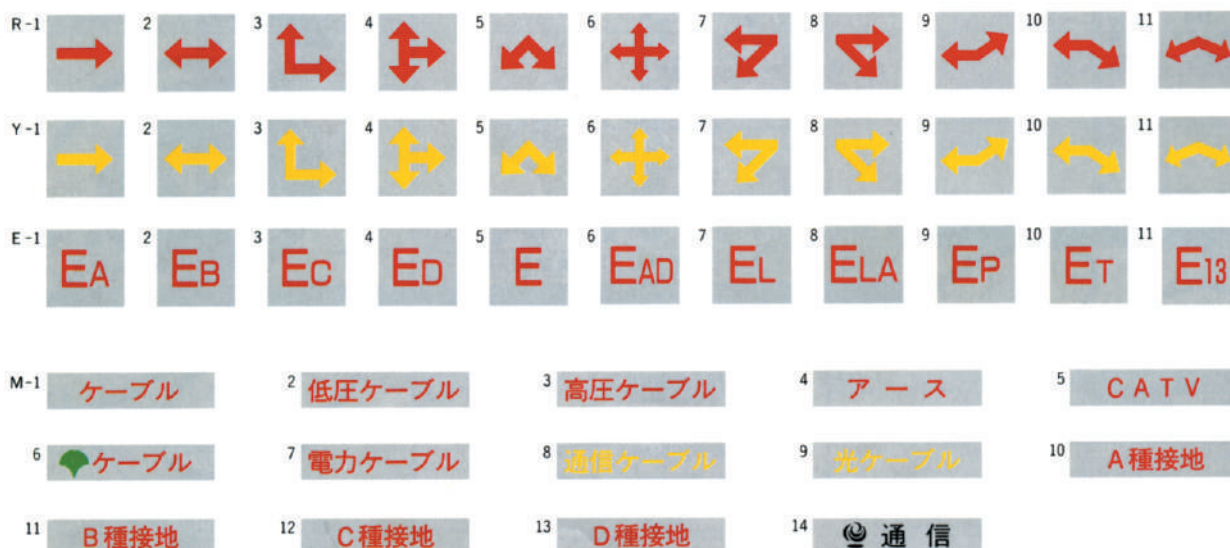 R-1 2 3 4 5 6 7 8 9 10 11
Y-1 2 3 4 5 6 7 8 9 10 11
E-1 2 3 4 5 6 7 8 9 10 11
EA EB EC ED E EAD EL ELA EP ET E13
M-1 ケーブル 2 低圧ケーブル 3 高圧ケーブル 4 アース 5 CATV
6 ケーブル 7 電力ケーブル 8 通信ケーブル 9 光ケーブル 10 A種接地
11 B種接地 12 C種接地 13 D種接地 14 通信